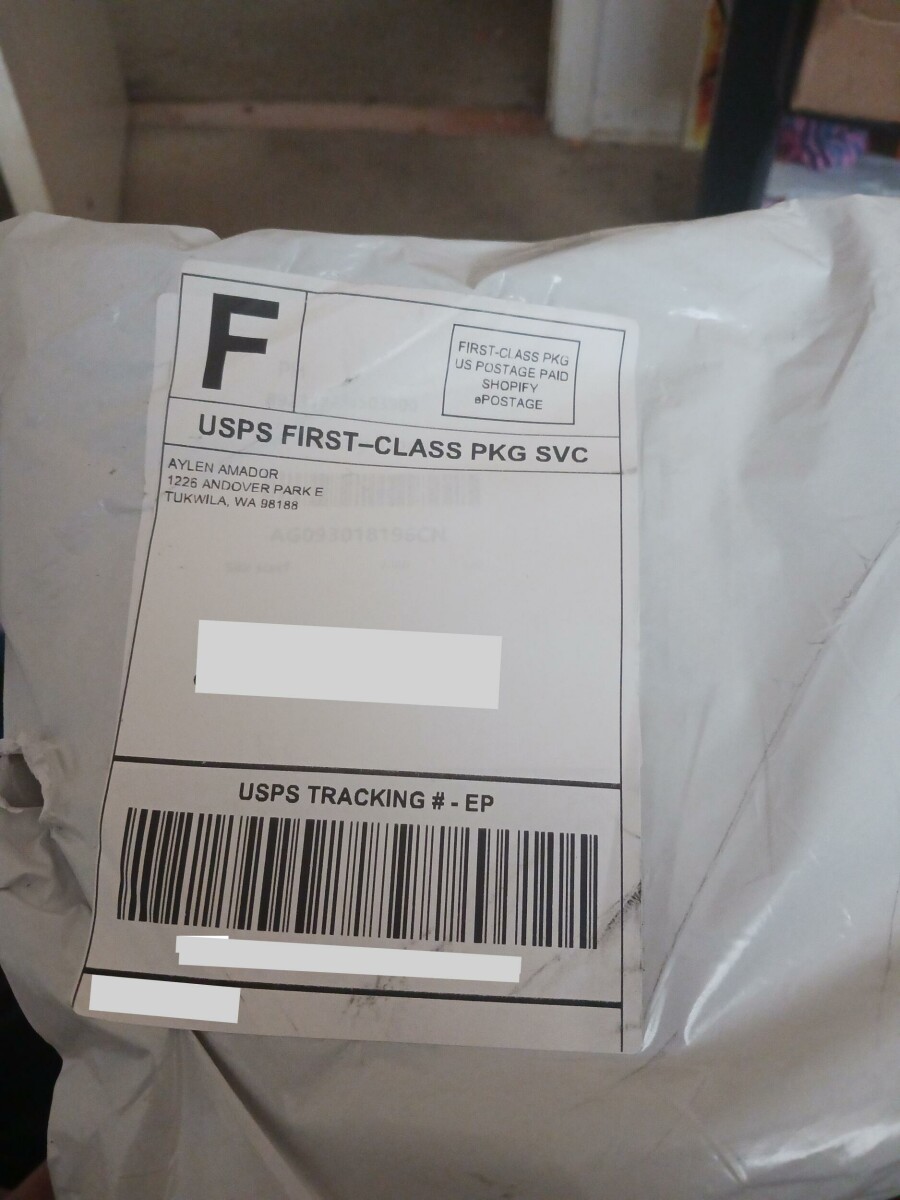 F
FIRST-CLASS PKG
US POSTAGE PAID
SHOPIFY
ePOSTAGE
USPS FIRST–CLASS PKG SVC
AYLEN AMADOR
1226 ANDOVER PARK E
TUKWILA, WA 98188
AG093018196CN
USPS TRACKING # - EP